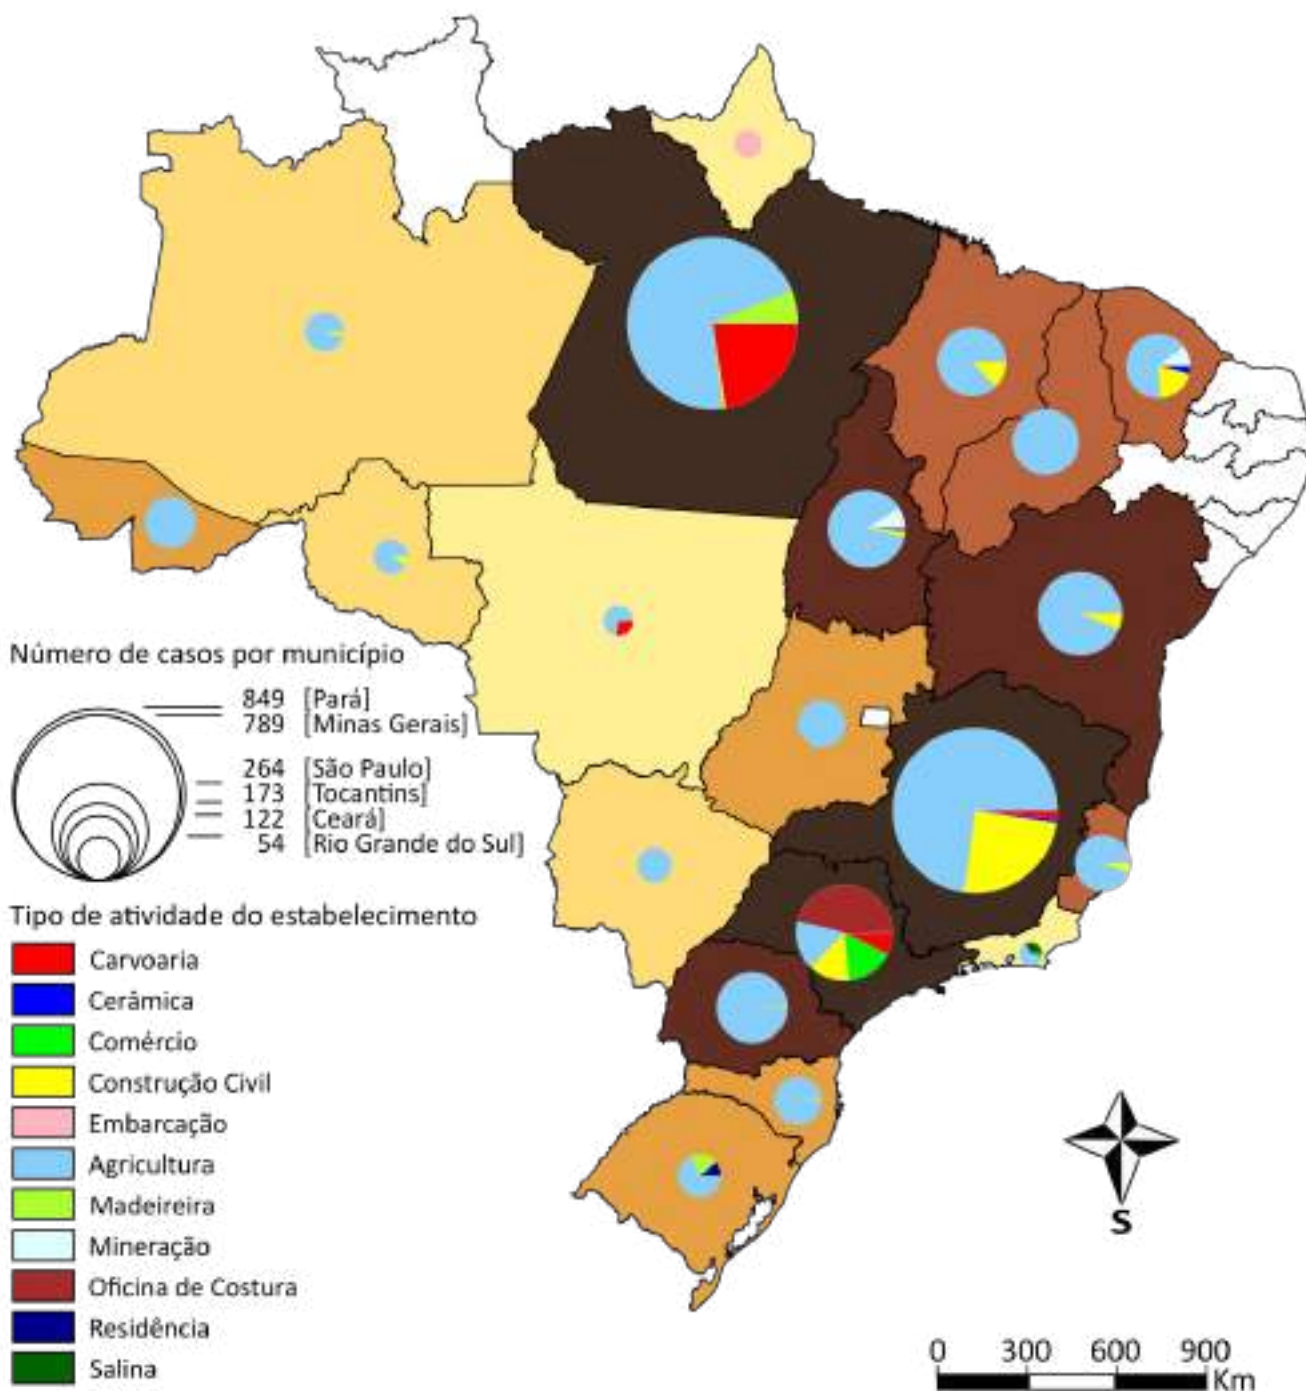 Número de casos por município
849 [Pará]
789 [Minas Gerais]
264 [São Paulo]
173 [Tocantins]
122 [Ceará]
54 [Rio Grande do Sul]
Tipo de atividade do estabelecimento
Carvoaria
Cerâmica
Comércio
Construção Civil
Embarcação
Agricultura
Madeireira
Mineração
Oficina de Costura
Residência
Salina
S
0 300 600 900
Km